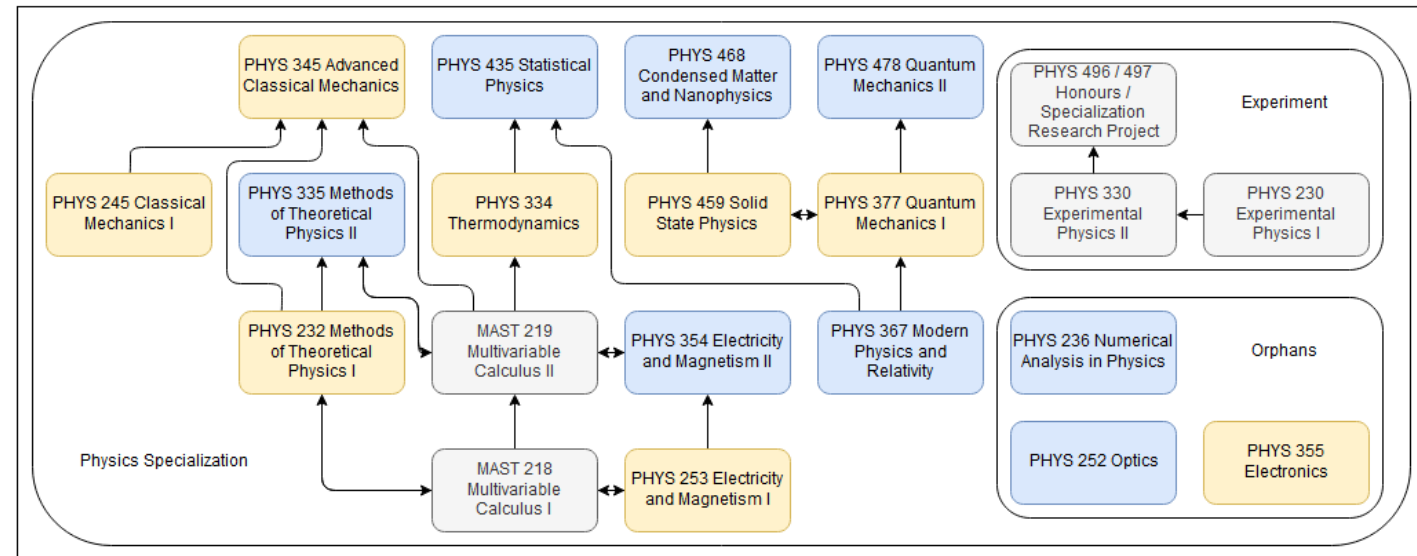 PHYS 345 Advanced
Classical Mechanics
PHYS 435 Statistical
Physics
PHYS 468
Condensed Matter
and Nanophysics
PHYS 478 Quantum
Mechanics II
PHYS 496 / 497
Honours /
Specialization
Research Project
Experiment
PHYS 245 Classical
Mechanics I
PHYS 335 Methods
of Theoretical
Physics II
PHYS 334
Thermodynamics
PHYS 459 Solid
State Physics
PHYS 377 Quantum
Mechanics I
PHYS 330
Experimental
Physics II
PHYS 230
Experimental
Physics I
PHYS 232 Methods
of Theoretical
Physics I
MAST 219
Multivariable
Calculus II
PHYS 354 Electricity
and Magnetism II
PHYS 367 Modern
Physics and
Relativity
PHYS 236 Numerical
Analysis in Physics
Orphans
Physics Specialization
MAST 218
Multivariable
Calculus I
PHYS 253 Electricity
and Magnetism I
PHYS 252 Optics
PHYS 355
Electronics